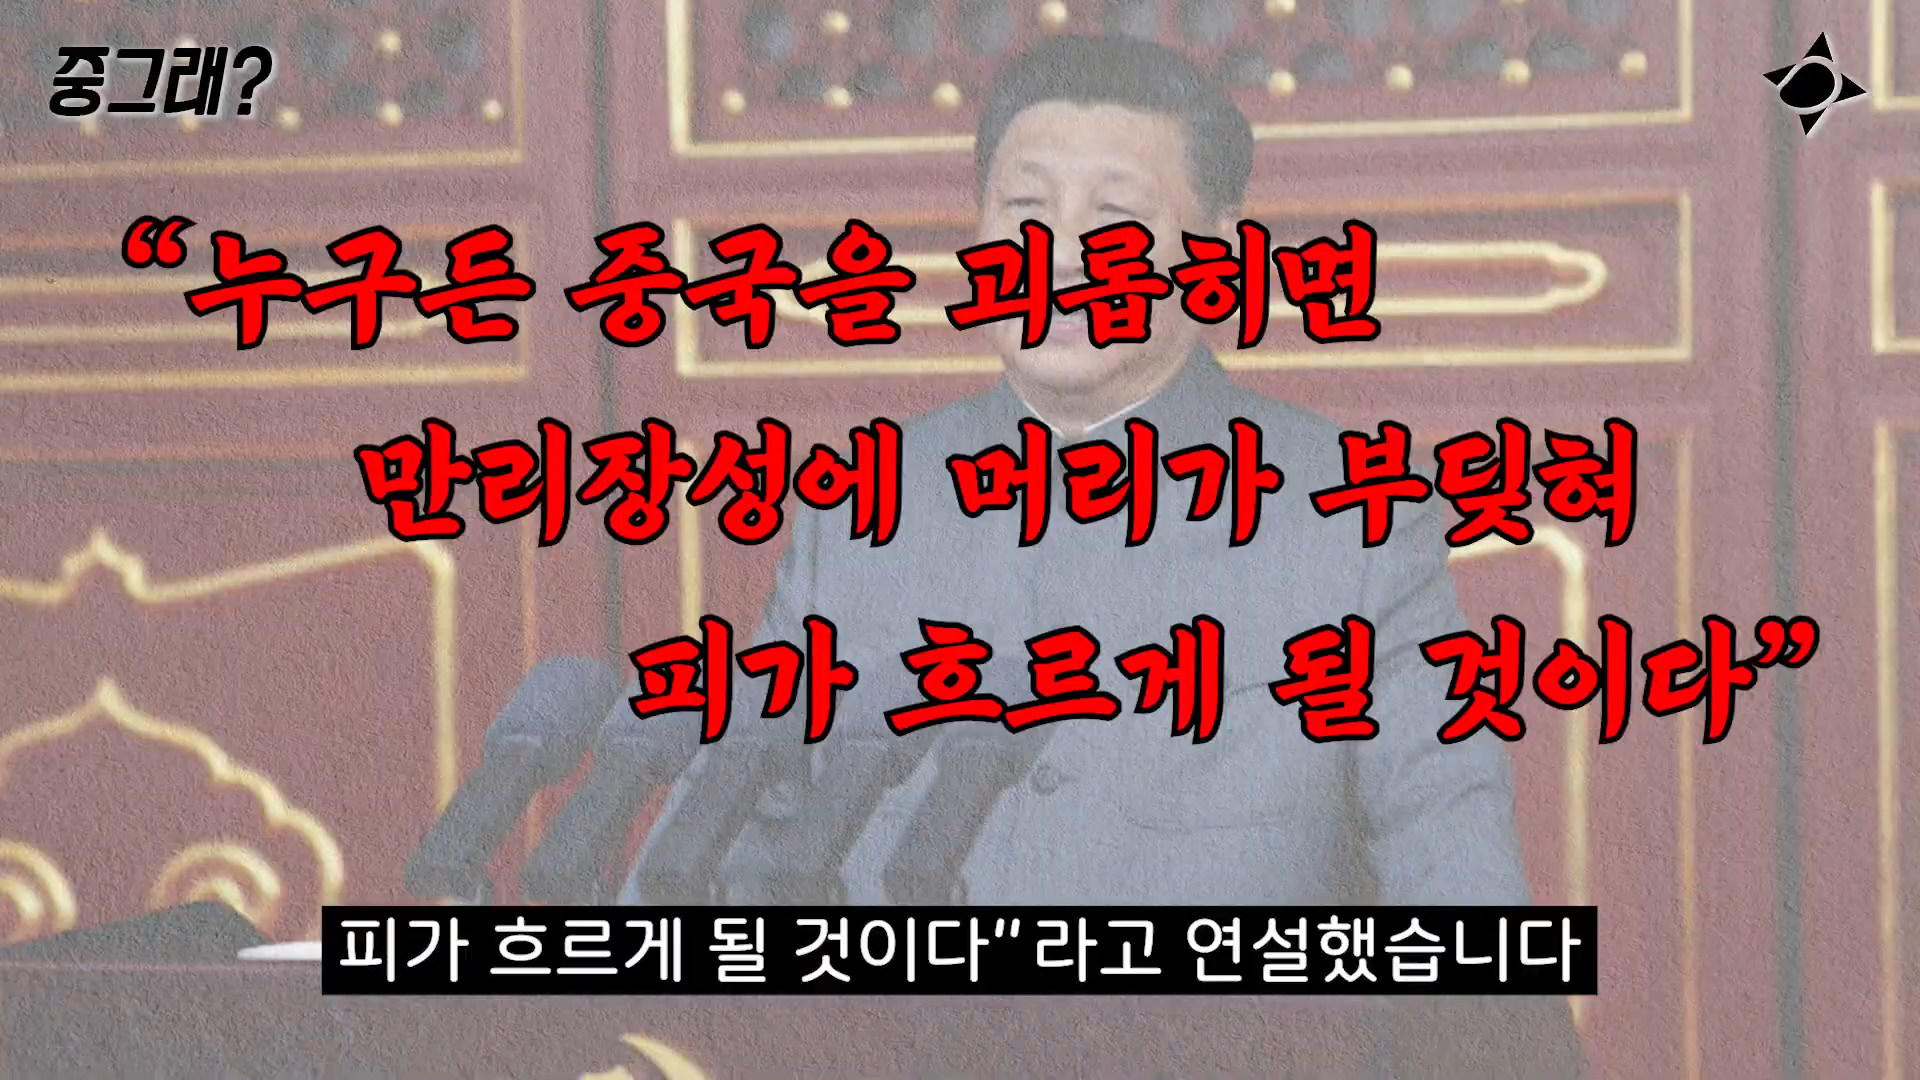 중그래?
“누구든 중국을 괴롭히면
만리장성에 머리가 부딪혀
피가 흐르게 될 것이다”
피가 흐르게 될 것이다"라고 연설했습니다